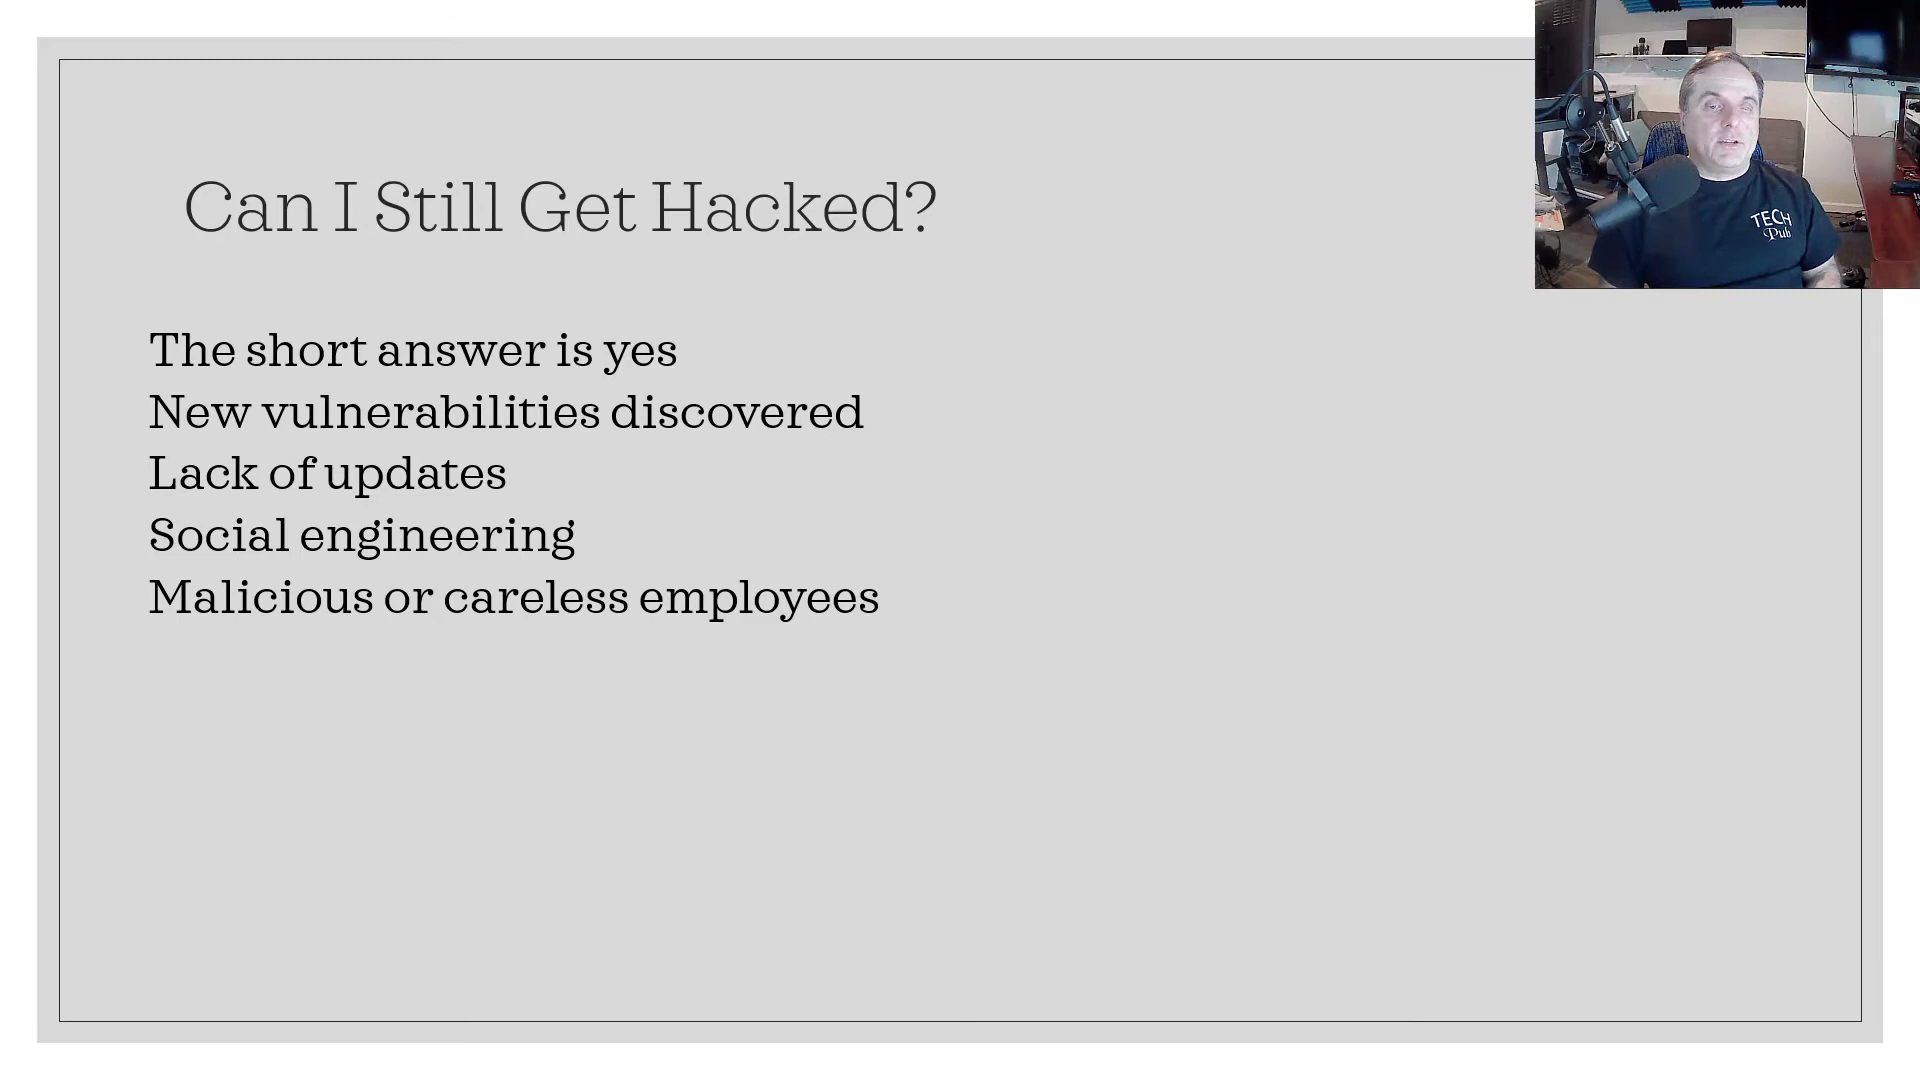 Can I Still Get Hacked?
The short answer is yes
New vulnerabilities discovered
Lack of updates
Social engineering
Malicious or careless employees
TECH
Pub